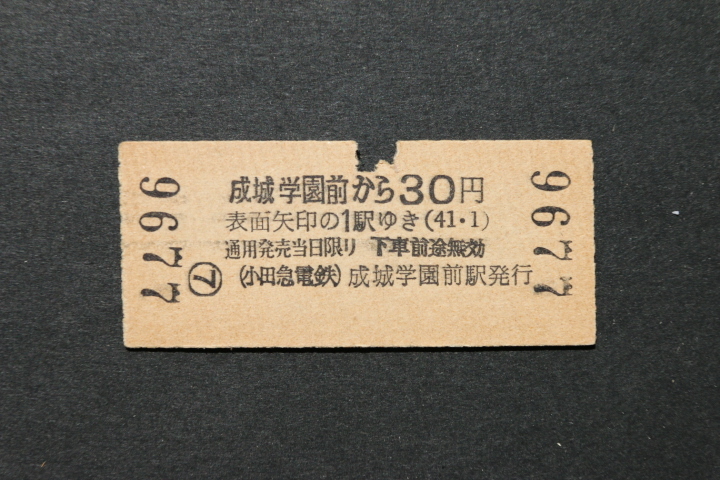 成城学園前から30円
表面矢印の1駅ゆき(41・1)
通用発売当日限り 下車前途無効
⑦ (小田急電鉄) 成城学園前駅発行
9677
9677